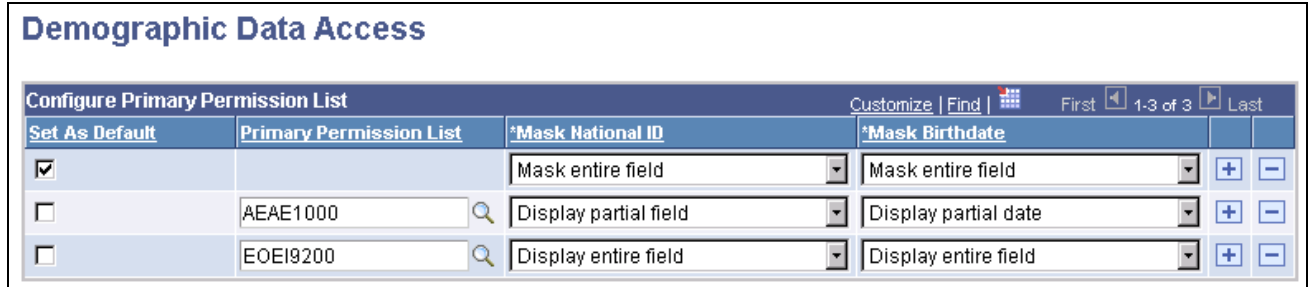 Demographic Data Access
Configure Primary Permission List Customize | Find | First 1-3 of 3 Last
Set As Default Primary Permission List *Mask National ID *Mask Birthdate
Mask entire field Mask entire field
AEAE1000 Display partial field Display partial date
EOEI9200 Display entire field Display entire field